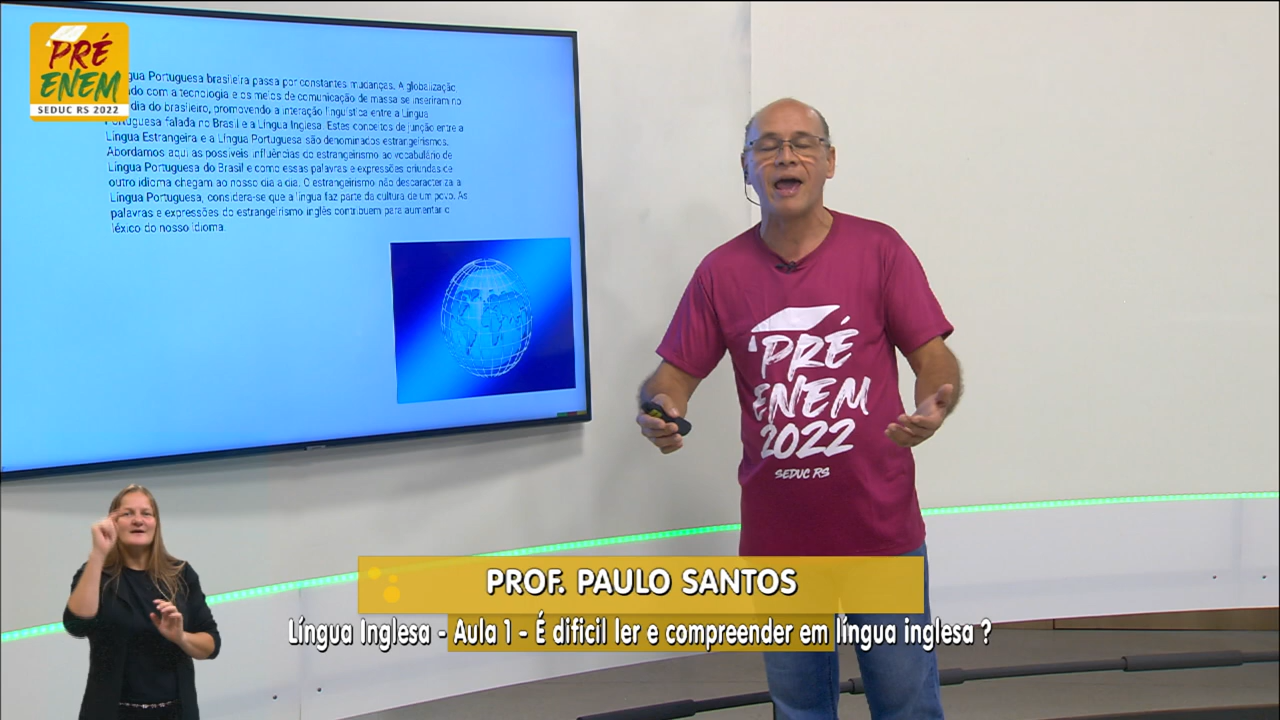 PRÉ
ENEM
SEDUC RS 2022
gua Portuguesa brasileira passa por constantes mudanças. A globalização
do com a tecnologia e os meios de comunicação de massa se inseriram no
dia do brasileiro, promovendo a interação linguística entre a Língua
Portuguesa falada no Brasil e a Língua Inglesa. Estes conceitos de junção entre a
Língua Estrangeira e a Língua Portuguesa são denominados estrangeirismos.
Abordamos aqui as possíveis influências do estrangeirismo ao vocabulário de
Língua Portuguesa do Brasil e como essas palavras e expressões oriundas de
outro idioma chegam ao nosso dia a dia. O estrangeirismo não descaracteriza a
Língua Portuguesa, considera-se que a língua faz parte da cultura de um povo. As
palavras e expressões do estrangeirismo inglês contribuem para aumentar o
léxico do nosso idioma.
PRÉ
ENEM
2022
SEDUC RS
PROF. PAULO SANTOS
Língua Inglesa - Aula 1 - É dificil ler e compreender em língua inglesa ?